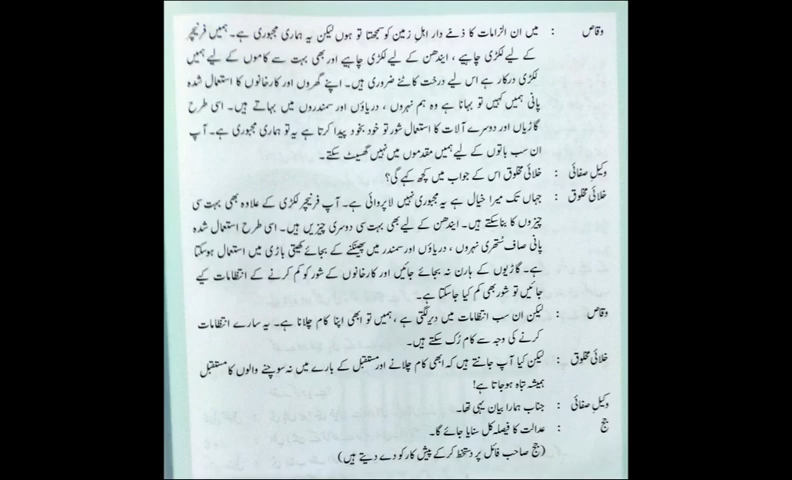 وقاص : میں ان الزامات کا ذمے دار اہلِ زمین کو سمجھتا تو ہوں لیکن یہ ہماری مجبوری ہے۔ ہمیں فرنیچر
کے لیے لکڑی چاہیے ، ایندھن کے لیے لکڑی چاہیے اور بھی بہت سے کاموں کے لیے ہمیں
لکڑی درکار ہے اس لیے درخت کاٹنے ضروری ہیں۔ اپنے گھروں اور کارخانوں کا استعمال شدہ
پانی ہمیں کہیں تو بہانا ہے وہ ہم نہروں ، دریاؤں اور سمندروں میں بہاتے ہیں۔ اسی طرح
گاڑیاں اور دوسرے آلات کا استعمال شور تو خود بخود پیدا کرتا ہے یہ تو ہماری مجبوری ہے۔ آپ
ان سب باتوں کے لیے ہمیں مقدموں میں نہیں گھسیٹ سکتے۔
وکیلِ صفائی : خلائی مخلوق اس کے جواب میں کچھ کہے گی؟
خلائی مخلوق : جہاں تک میرا خیال ہے یہ مجبوری نہیں لاپروائی ہے۔ آپ فرنیچر لکڑی کے علاوہ بھی بہت سی
چیزوں کا بنا سکتے ہیں۔ ایندھن کے لیے بھی بہت سی دوسری چیزیں ہیں۔ اسی طرح استعمال شدہ
پانی صاف ستھری نہروں ، دریاؤں اور سمندر میں پھینکنے کے بجائے کھیتی باڑی میں استعمال ہوسکتا
ہے۔ گاڑیوں کے ہارن نہ بجائے جائیں اور کارخانوں کے شور کو کم کرنے کے انتظامات کیے
جائیں تو شور بھی کم کیا جاسکتا ہے۔
وقاص : لیکن ان سب انتظامات میں دیر لگتی ہے ، ہمیں تو ابھی اپنا کام چلانا ہے۔ یہ سارے انتظامات
کرنے کی وجہ سے کام رُک سکتے ہیں۔
خلائی مخلوق : لیکن کیا آپ جانتے ہیں کہ ابھی کام چلانے اور مستقبل کے بارے میں نہ سوچنے والوں کا مستقبل
ہمیشہ تباہ ہوجاتا ہے!
وکیلِ صفائی : جناب ہمارا بیان یہی تھا۔
جج : عدالت کا فیصلہ کل سنایا جائے گا۔
(جج صاحب فائل پر دستخط کرکے پیش کار کو دے دیتے ہیں)